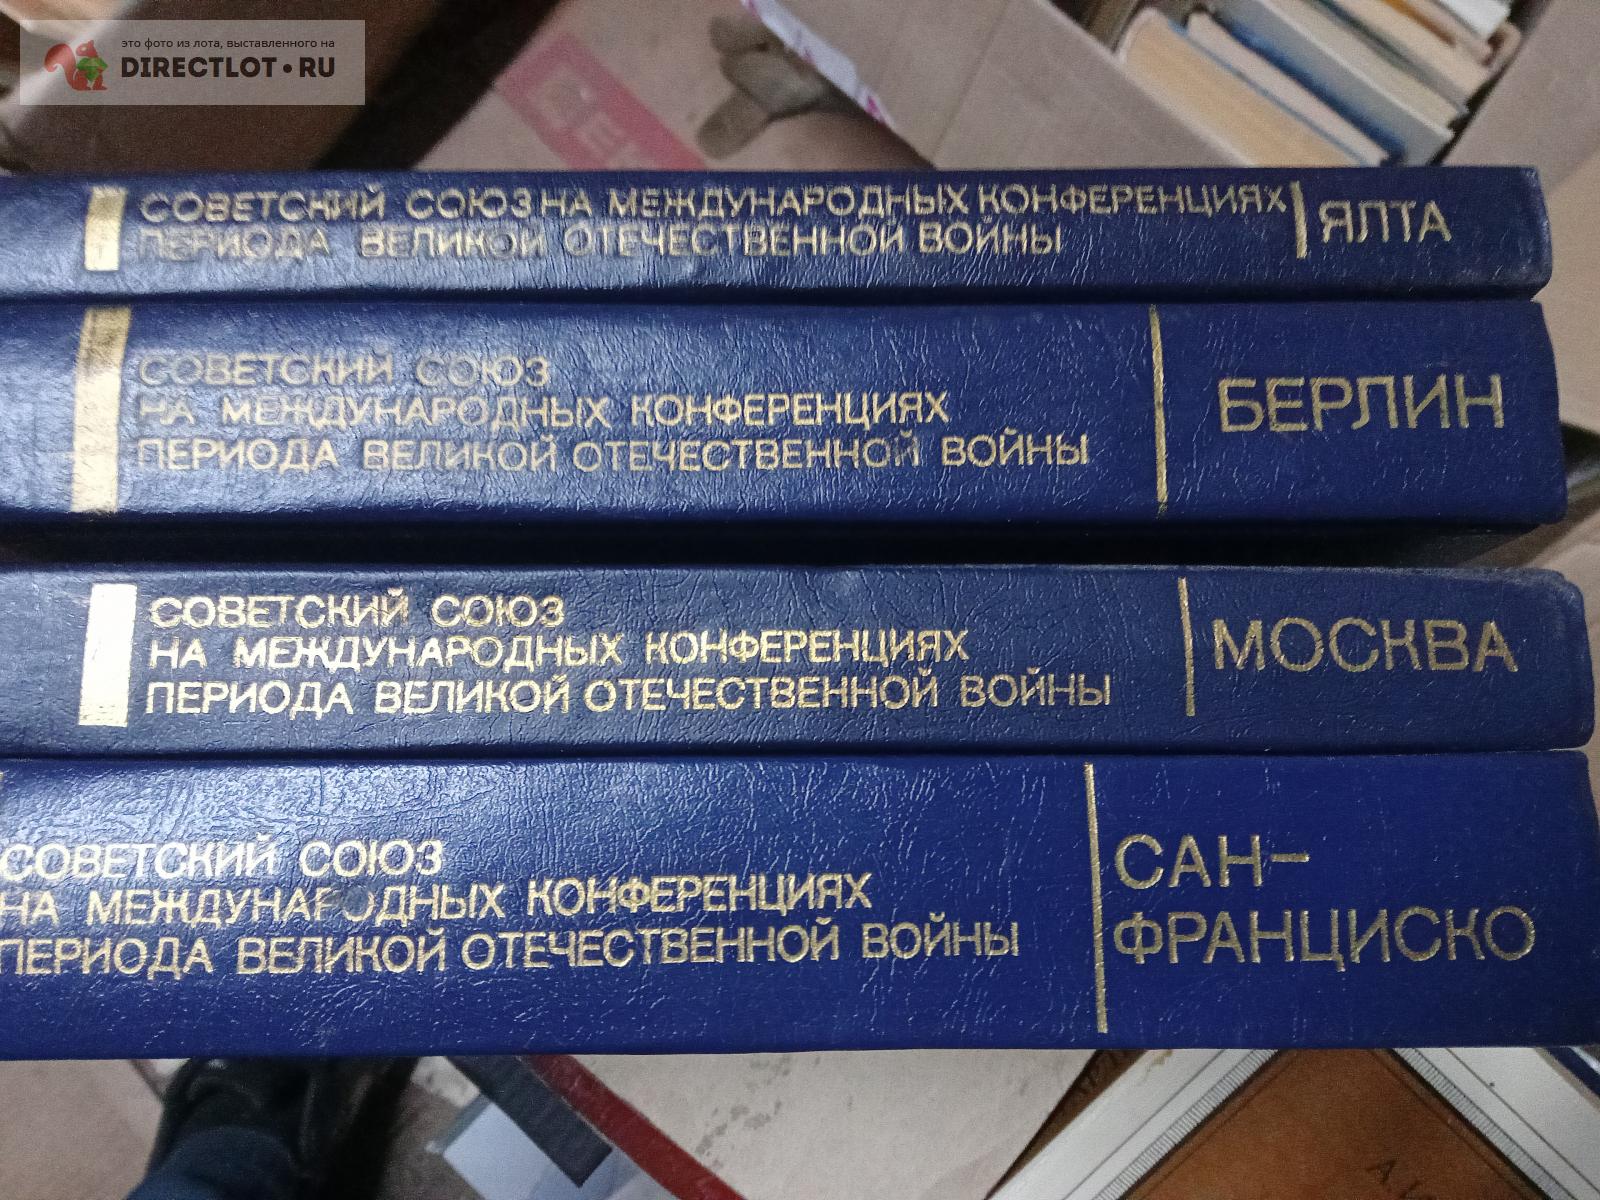 это фото из лота, выставленного на
DIRECTLOT•RU
СОВЕТСКИЙ СОЮЗ НА МЕЖДУНАРОДНЫХ КОНФЕРЕНЦИЯХ
ПЕРИОДА ВЕЛИКОЙ ОТЕЧЕСТВЕННОЙ ВОЙНЫ
ЯЛТА
СОВЕТСКИЙ СОЮЗ
НА МЕЖДУНАРОДНЫХ КОНФЕРЕНЦИЯХ
ПЕРИОДА ВЕЛИКОЙ ОТЕЧЕСТВЕННОЙ ВОЙНЫ
БЕРЛИН
СОВЕТСКИЙ СОЮЗ
НА МЕЖДУНАРОДНЫХ КОНФЕРЕНЦИЯХ
ПЕРИОДА ВЕЛИКОЙ ОТЕЧЕСТВЕННОЙ ВОЙНЫ
МОСКВА
СОВЕТСКИЙ СОЮЗ
НА МЕЖДУНАРОДНЫХ КОНФЕРЕНЦИЯХ
ПЕРИОДА ВЕЛИКОЙ ОТЕЧЕСТВЕННОЙ ВОЙНЫ
САН-
ФРАНЦИСКО